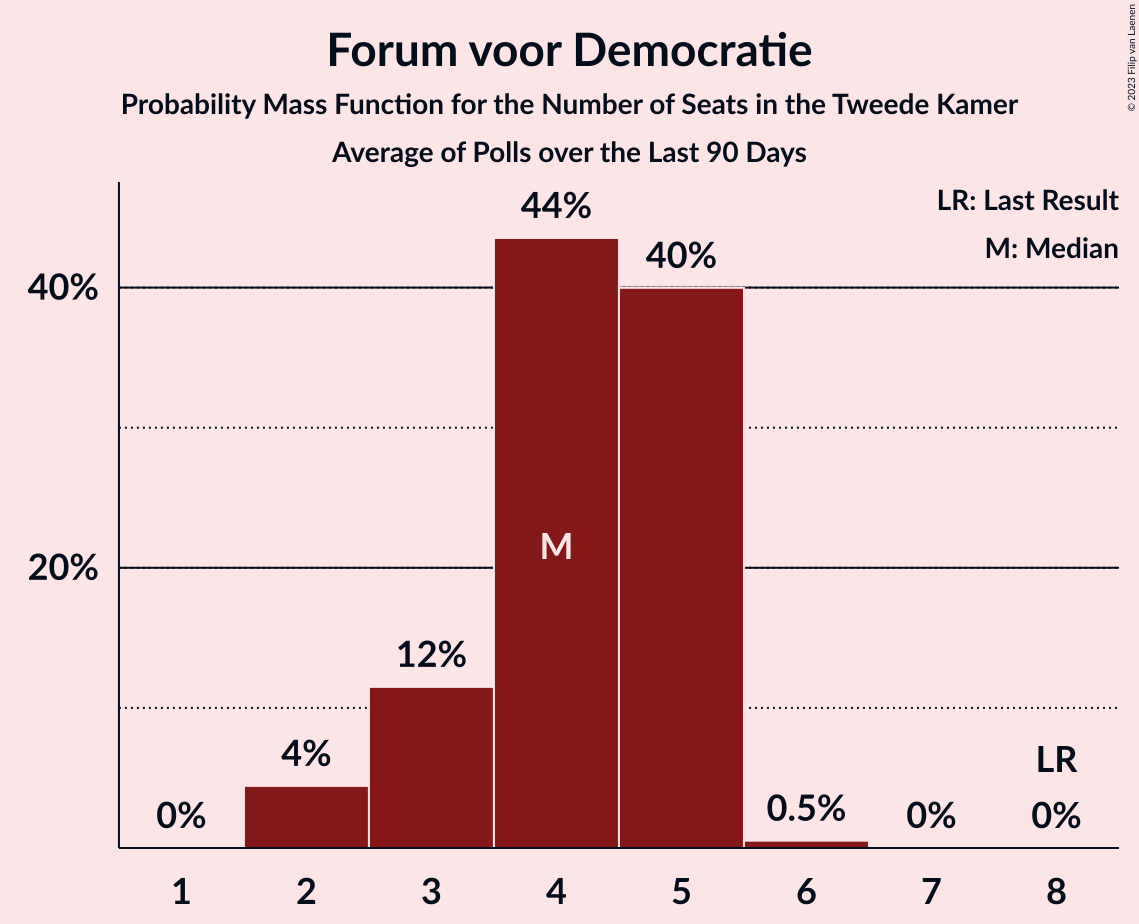 Forum voor Democratie
Probability Mass Function for the Number of Seats in the Tweede Kamer
Average of Polls over the Last 90 Days
© 2023 Filip van Laenen
LR: Last Result
M: Median
44%
40%
40%
M
20%
12%
4%
LR
0%
0.5%
0%
0%
1 2 3 4 5 6 7 8